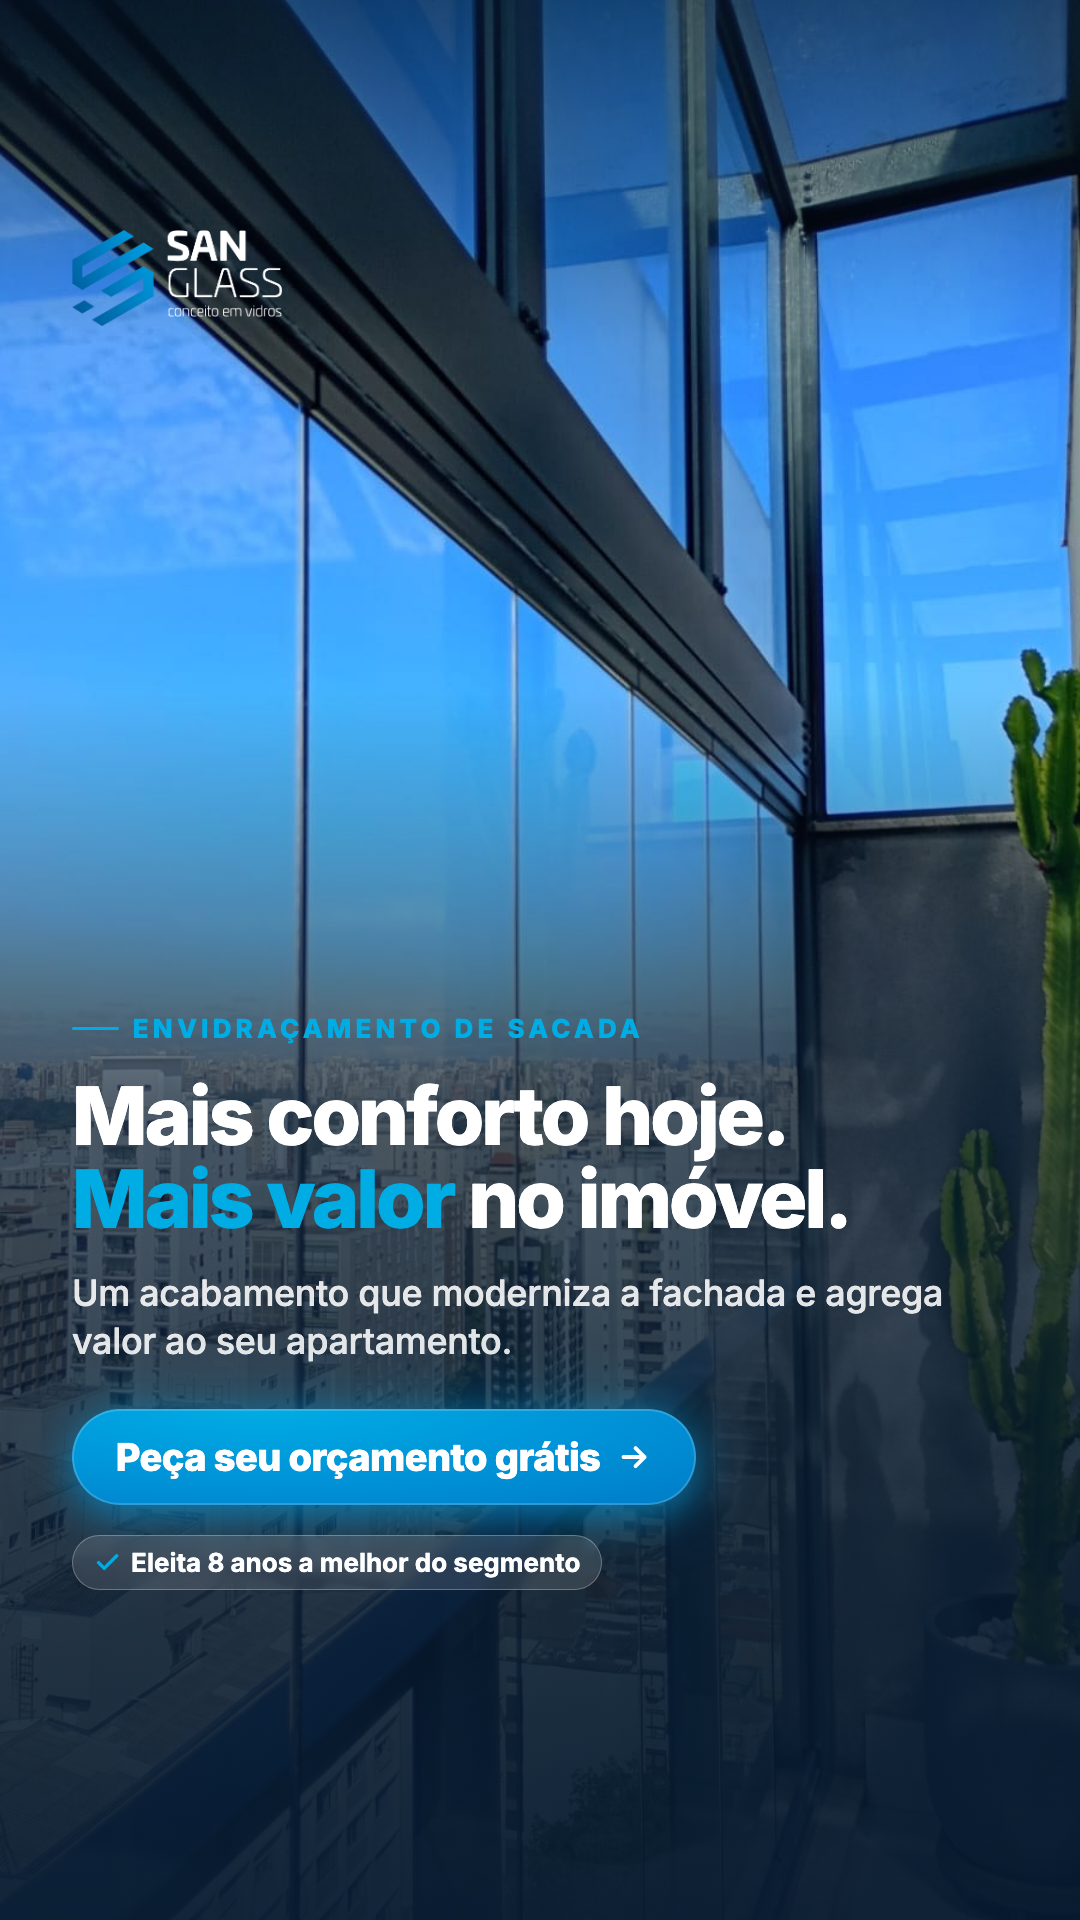 SAN
GLASS
conceito em vidros
ENVIDRAÇAMENTO DE SACADA
Mais conforto hoje.
Mais valor no imóvel.
Um acabamento que moderniza a fachada e agrega
valor ao seu apartamento.
Peça seu orçamento grátis →
Eleita 8 anos a melhor do segmento